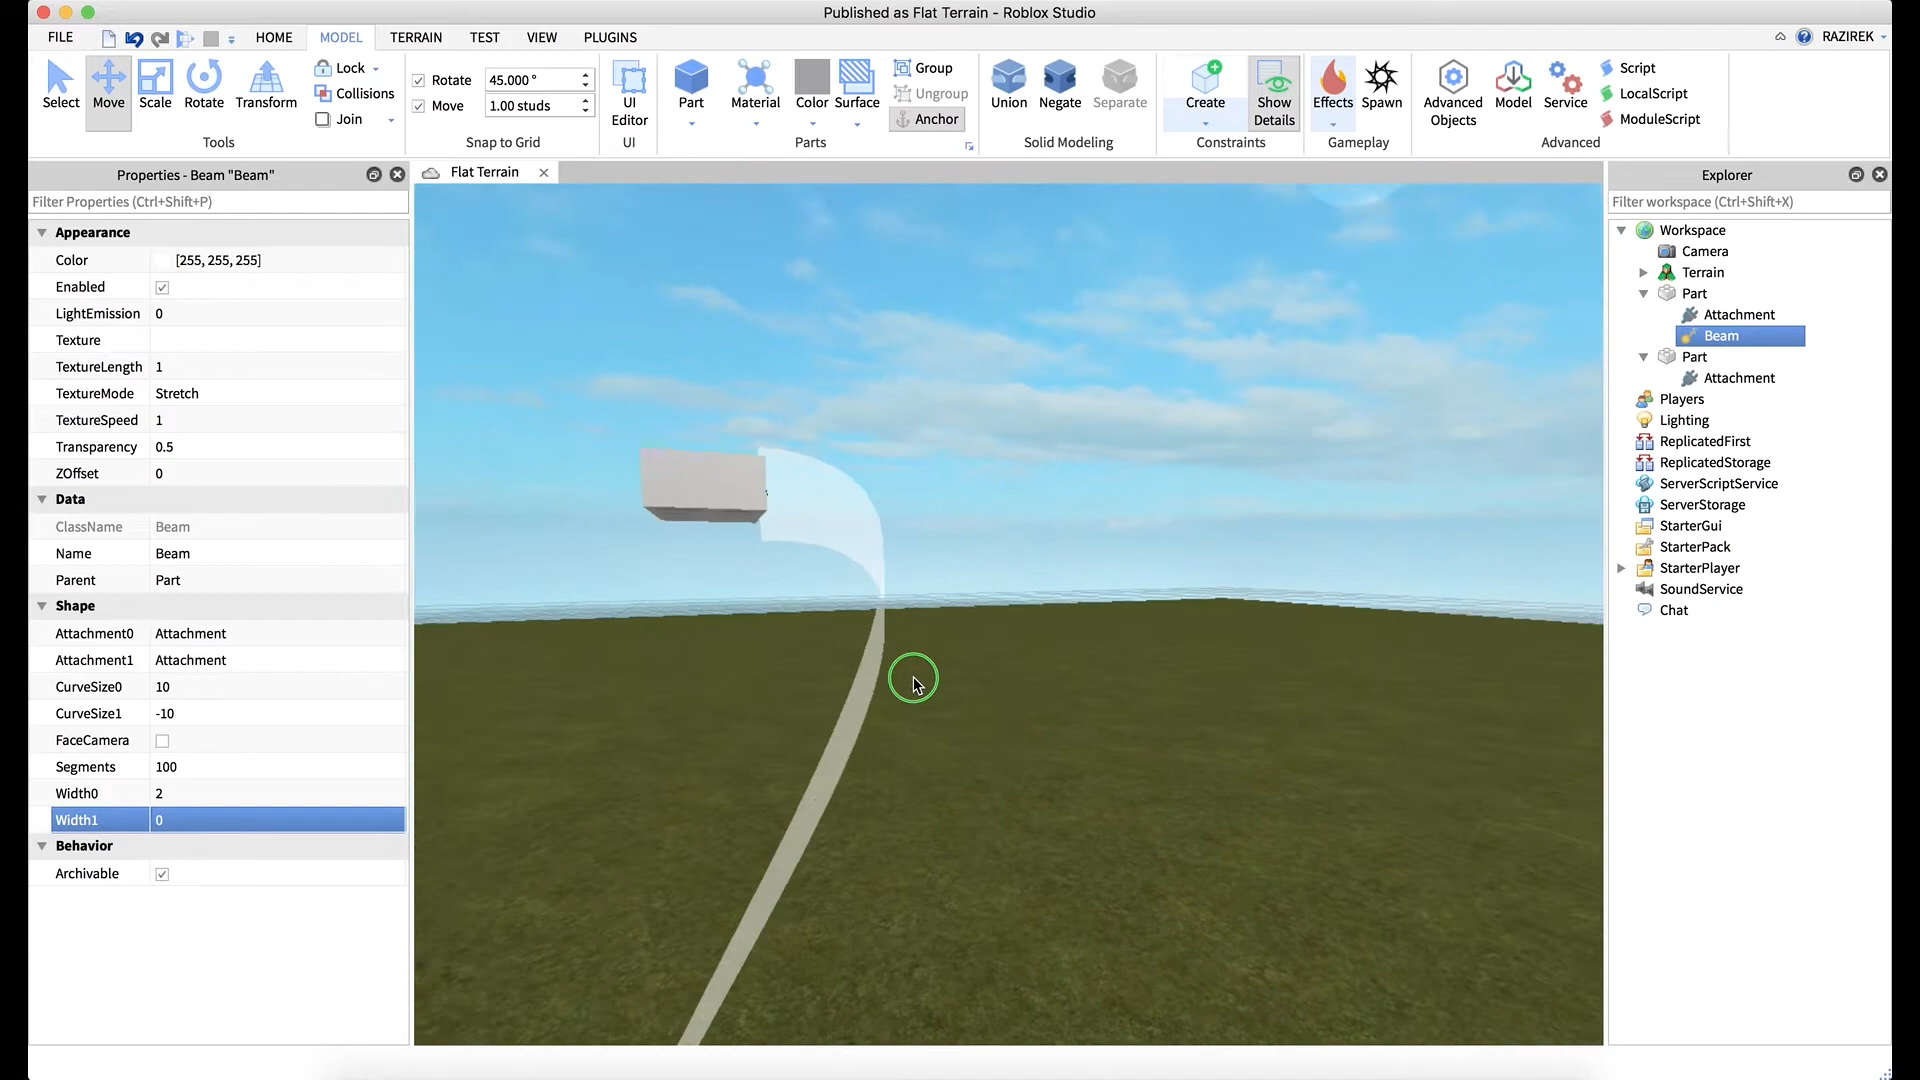 Published as Flat Terrain - Roblox Studio
FILE HOME MODEL TERRAIN TEST VIEW PLUGINS RAZIREK
Select Move Scale Rotate Transform
Lock
Collisions
Join
Tools
Rotate 45.000 °
Move 1.00 studs
Snap to Grid
UI
Editor
UI
Part Material Color Surface
Group
Ungroup
Anchor
Parts
Union Negate Separate
Solid Modeling
Create
Show
Details
Constraints
Effects Spawn
Gameplay
Advanced
Objects
Model Service
Script
LocalScript
ModuleScript
Advanced
Properties - Beam "Beam"
Filter Properties (Ctrl+Shift+P)
Appearance
Color [255, 255, 255]
Enabled
LightEmission 0
Texture
TextureLength 1
TextureMode Stretch
TextureSpeed 1
Transparency 0.5
ZOffset 0
Data
ClassName Beam
Name Beam
Parent Part
Shape
Attachment0 Attachment
Attachment1 Attachment
CurveSize0 10
CurveSize1 -10
FaceCamera
Segments 100
Width0 2
Width1 0
Behavior
Archivable
Flat Terrain
Explorer
Filter workspace (Ctrl+Shift+X)
Workspace
Camera
Terrain
Part
Attachment
Beam
Part
Attachment
Players
Lighting
ReplicatedFirst
ReplicatedStorage
ServerScriptService
ServerStorage
StarterGui
StarterPack
StarterPlayer
SoundService
Chat